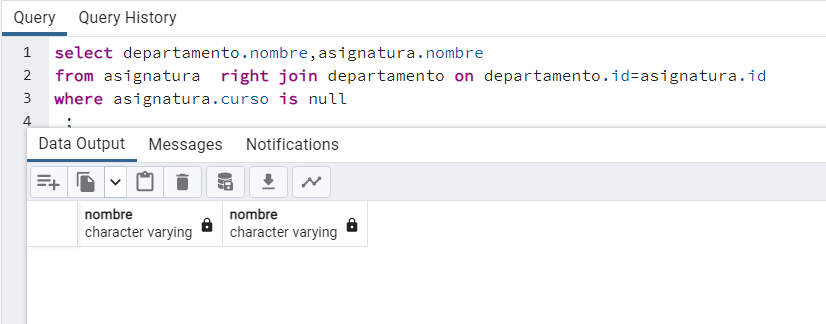 Query Query History
1 select departamento.nombre,asignatura.nombre
2 from asignatura  right join departamento on departamento.id=asignatura.id
3 where asignatura.curso is null
4 ;
Data Output Messages Notifications
nombre nombre
character varying character varying